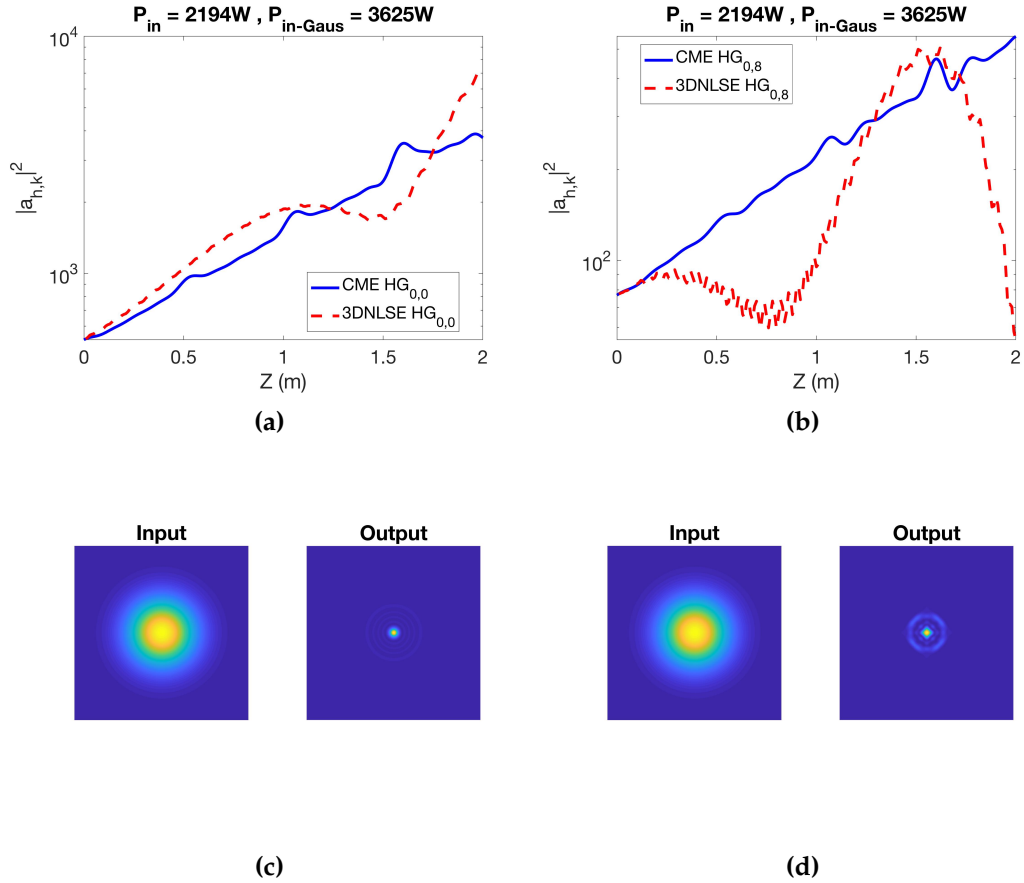 P_in = 2194W , P_in-Gaus = 3625W
10^4
10^3
|a_h,k|^2
CME HG_0,0
3DNLSE HG_0,0
0 0.5 1 1.5 2
Z (m)
(a)
P_in = 2194W , P_in-Gaus = 3625W
10^2
|a_h,k|^2
CME HG_0,8
3DNLSE HG_0,8
0 0.5 1 1.5 2
Z (m)
(b)
Input Output
(c)
Input Output
(d)